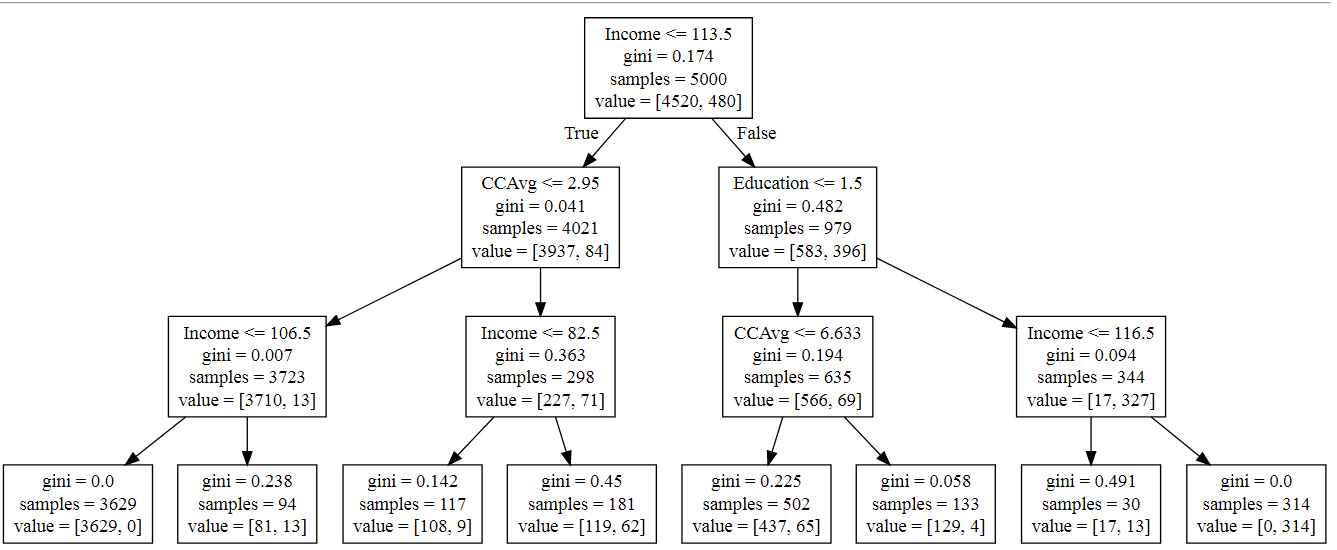 Income <= 113.5
gini = 0.174
samples = 5000
value = [4520, 480]
True
False
CCAvg <= 2.95
gini = 0.041
samples = 4021
value = [3937, 84]
Education <= 1.5
gini = 0.482
samples = 979
value = [583, 396]
Income <= 106.5
gini = 0.007
samples = 3723
value = [3710, 13]
Income <= 82.5
gini = 0.363
samples = 298
value = [227, 71]
CCAvg <= 6.633
gini = 0.194
samples = 635
value = [566, 69]
Income <= 116.5
gini = 0.094
samples = 344
value = [17, 327]
gini = 0.0
samples = 3629
value = [3629, 0]
gini = 0.238
samples = 94
value = [81, 13]
gini = 0.142
samples = 117
value = [108, 9]
gini = 0.45
samples = 181
value = [119, 62]
gini = 0.225
samples = 502
value = [437, 65]
gini = 0.058
samples = 133
value = [129, 4]
gini = 0.491
samples = 30
value = [17, 13]
gini = 0.0
samples = 314
value = [0, 314]